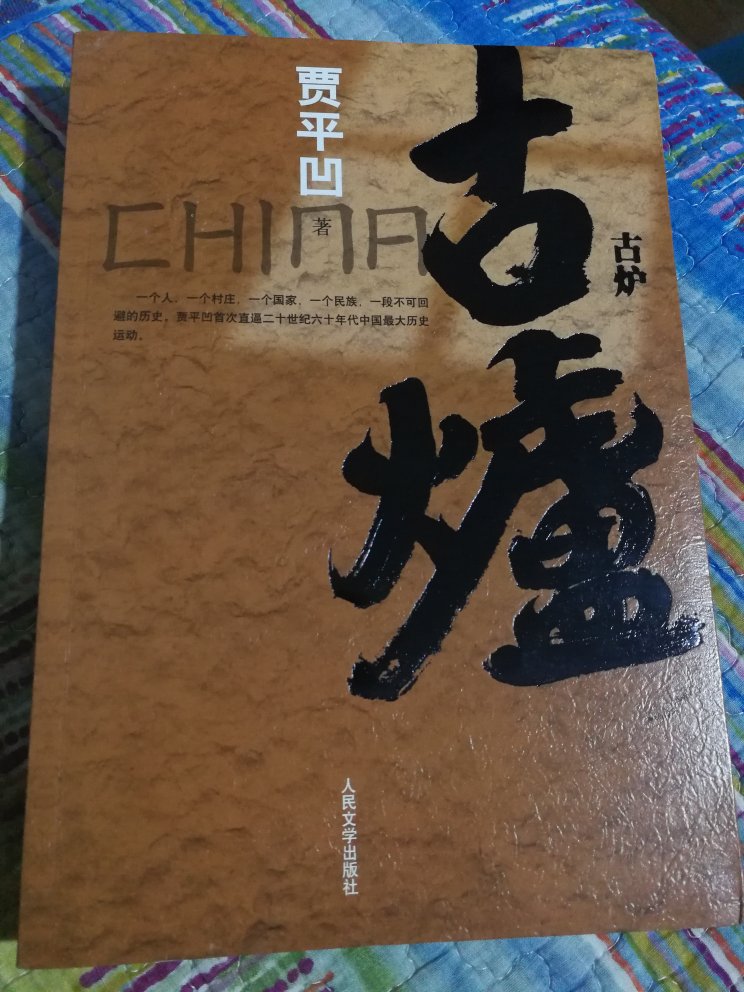 贾平凹
著
CHINA
古爐
古炉
一个人，一个村庄，一个国家，一个民族，一段不可回
避的历史。贾平凹首次直逼二十世纪六十年代中国最大历史
运动。
人民文学出版社